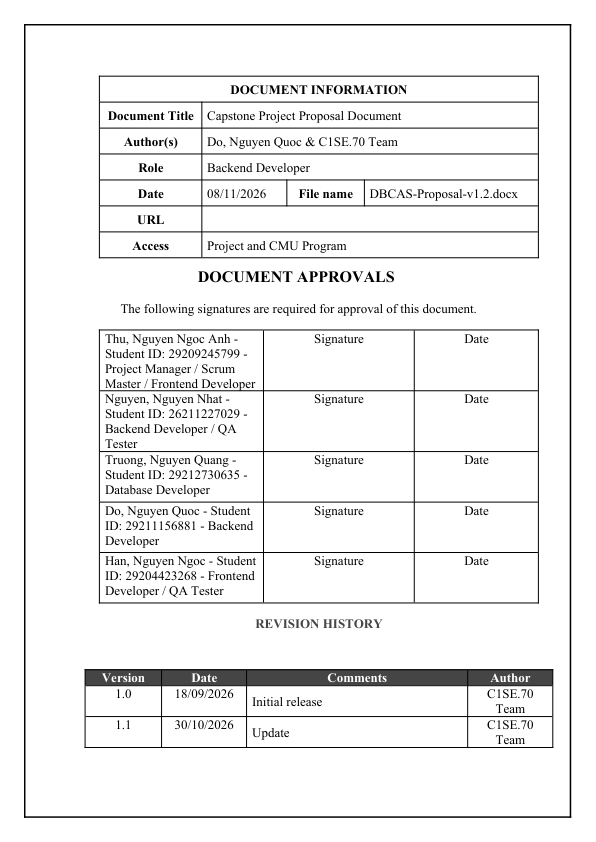 DOCUMENT INFORMATION
Document Title Capstone Project Proposal Document
Author(s) Do, Nguyen Quoc & C1SE.70 Team
Role Backend Developer
Date 08/11/2026 File name DBCAS-Proposal-v1.2.docx
URL
Access Project and CMU Program
DOCUMENT APPROVALS
The following signatures are required for approval of this document.
Thu, Nguyen Ngoc Anh - Signature Date
Student ID: 29209245799 -
Project Manager / Scrum
Master / Frontend Developer
Nguyen, Nguyen Nhat - Signature Date
Student ID: 26211227029 -
Backend Developer / QA
Tester
Truong, Nguyen Quang - Signature Date
Student ID: 29212730635 -
Database Developer
Do, Nguyen Quoc - Student Signature Date
ID: 29211156881 - Backend
Developer
Han, Nguyen Ngoc - Student Signature Date
ID: 29204423268 - Frontend
Developer / QA Tester
REVISION HISTORY
Version Date Comments Author
1.0 18/09/2026 Initial release C1SE.70
Team
1.1 30/10/2026 Update C1SE.70
Team